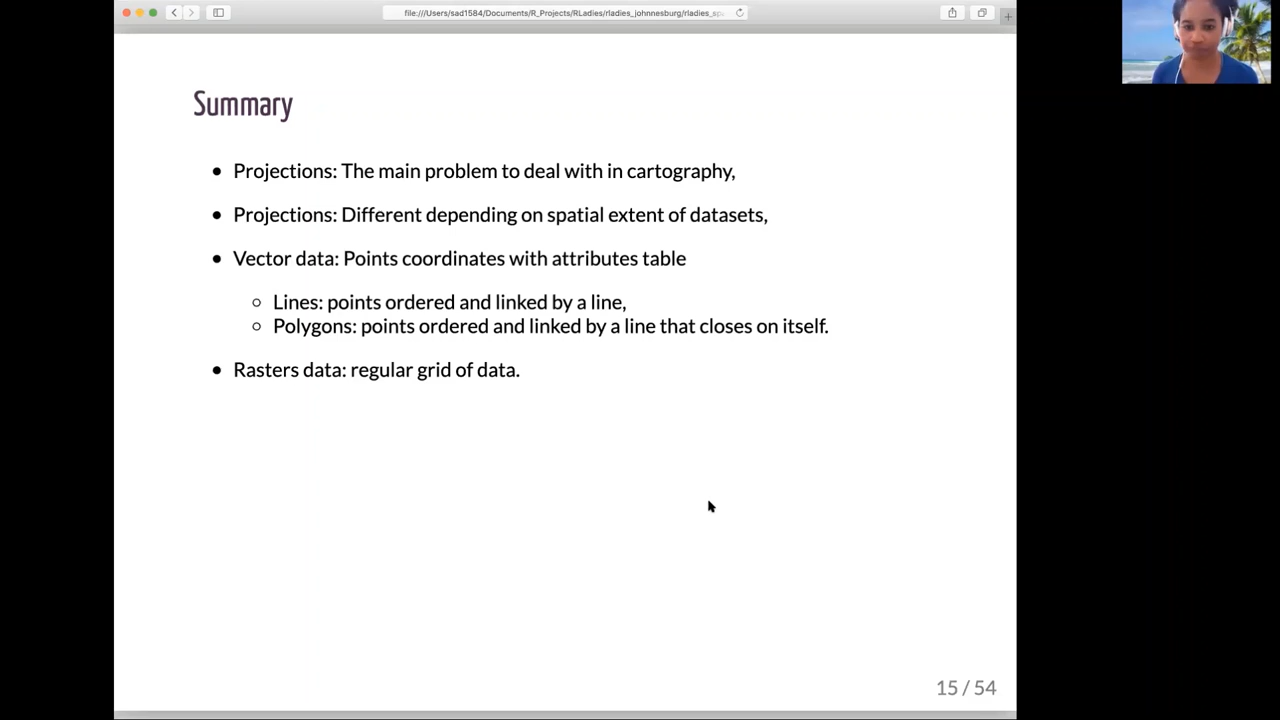 file:///Users/sad1584/Documents/R_Projects/RLadies/rladies_johnnesburg/rladies_sp
Summary
Projections: The main problem to deal with in cartography,
Projections: Different depending on spatial extent of datasets,
Vector data: Points coordinates with attributes table
Lines: points ordered and linked by a line,
Polygons: points ordered and linked by a line that closes on itself.
Rasters data: regular grid of data.
15 / 54